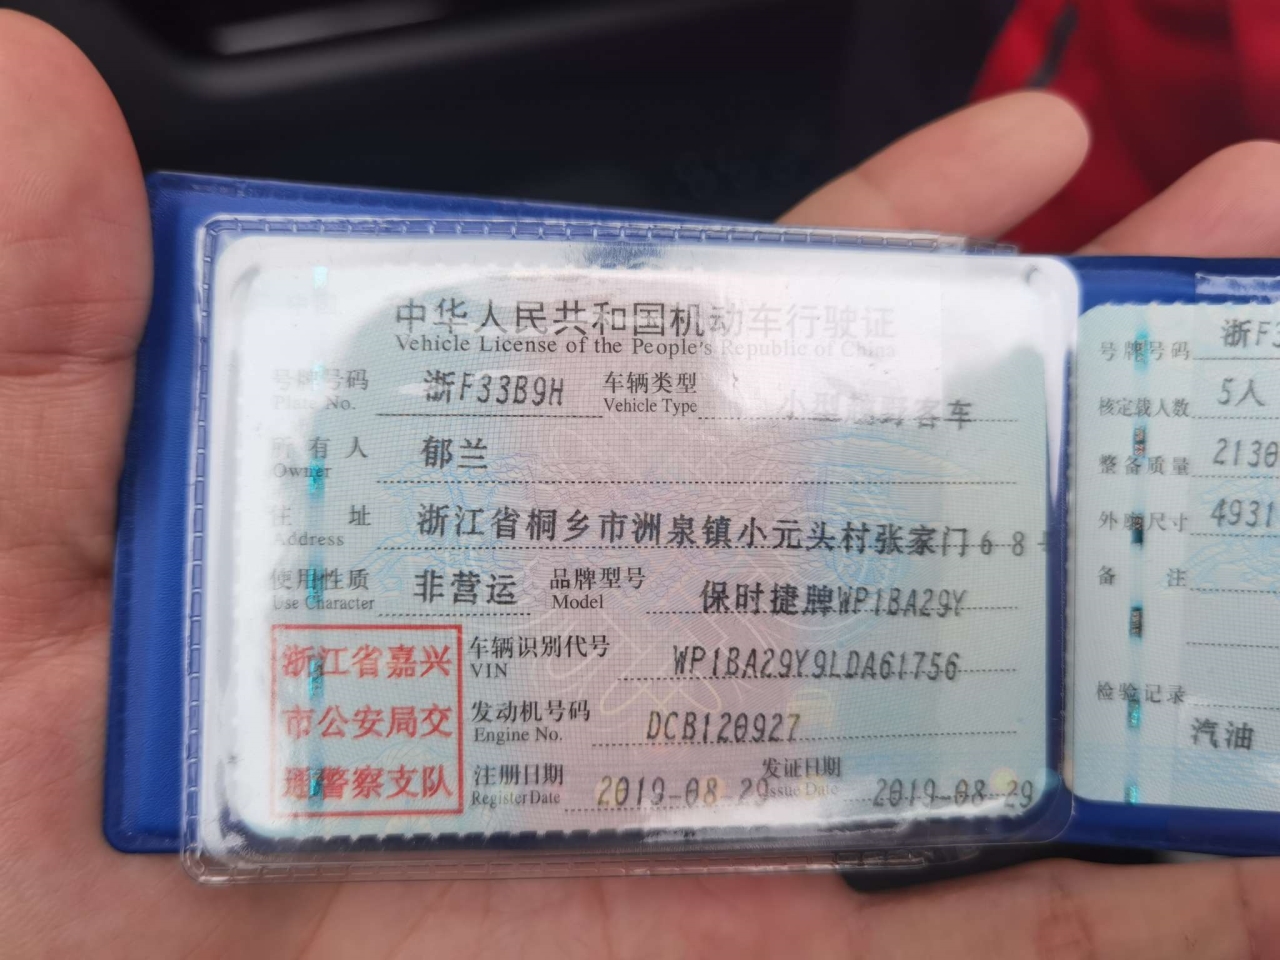 中华人民共和国机动车行驶证
Vehicle License of the People's Republic of China
号牌号码 浙F33B9H 车辆类型 小型越野客车
Plate No. Vehicle Type
所有人 郁兰
Owner
住址 浙江省桐乡市洲泉镇小元头村张家门68
Address
使用性质 非营运 品牌型号 保时捷牌WP1BA29Y
Use Character Model
浙江省嘉兴
市公安局交
通警察支队
车辆识别代号 WP1BA29Y9LDA61756
VIN
发动机号码 DCB120927
Engine No.
注册日期 2019-08-29 发证日期 2019-08-29
Register Date Issue Date
号牌号码 浙F3
核定载人数 5人
整备质量 2130
外廓尺寸 4931
备注
检验记录
汽油